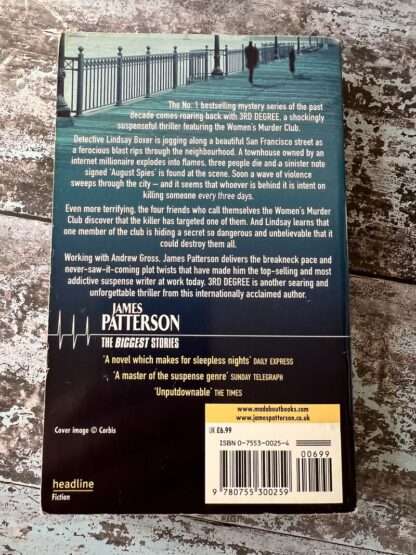 The No. 1 bestselling mystery series of the past
decade comes roaring back with 3RD DEGREE, a shockingly
suspenseful thriller featuring the Women's Murder Club.
Detective Lindsay Boxer is jogging along a beautiful San Francisco street as
a ferocious blast rips through the neighbourhood. A townhouse owned by an
internet millionaire explodes into flames, three people die and a sinister note
signed 'August Spies' is found at the scene. Soon a wave of violence
sweeps through the city — and it seems that whoever is behind it is intent on
killing someone every three days.
Even more terrifying, the four friends who call themselves the Women's Murder
Club discover that the killer has targeted one of them. And Lindsay learns that
one member of the club is hiding a secret so dangerous and unbelievable that it
could destroy them all.
Working with Andrew Gross, James Patterson delivers the breakneck pace and
never-saw-it-coming plot twists that have made him the top-selling and most
addictive suspense writer at work today. 3RD DEGREE is another searing and
unforgettable thriller from this internationally acclaimed author.
JAMES
PATTERSON
THE BIGGEST STORIES
'A novel which makes for sleepless nights' DAILY EXPRESS
'A master of the suspense genre' SUNDAY TELEGRAPH
'Unputdownable' THE TIMES
www.madaboutbooks.com
www.jamespatterson.co.uk
UK £6.99
ISBN 0-7553-0025-4
00699
9 780755 300259
Cover image © Corbis
headline
Fiction